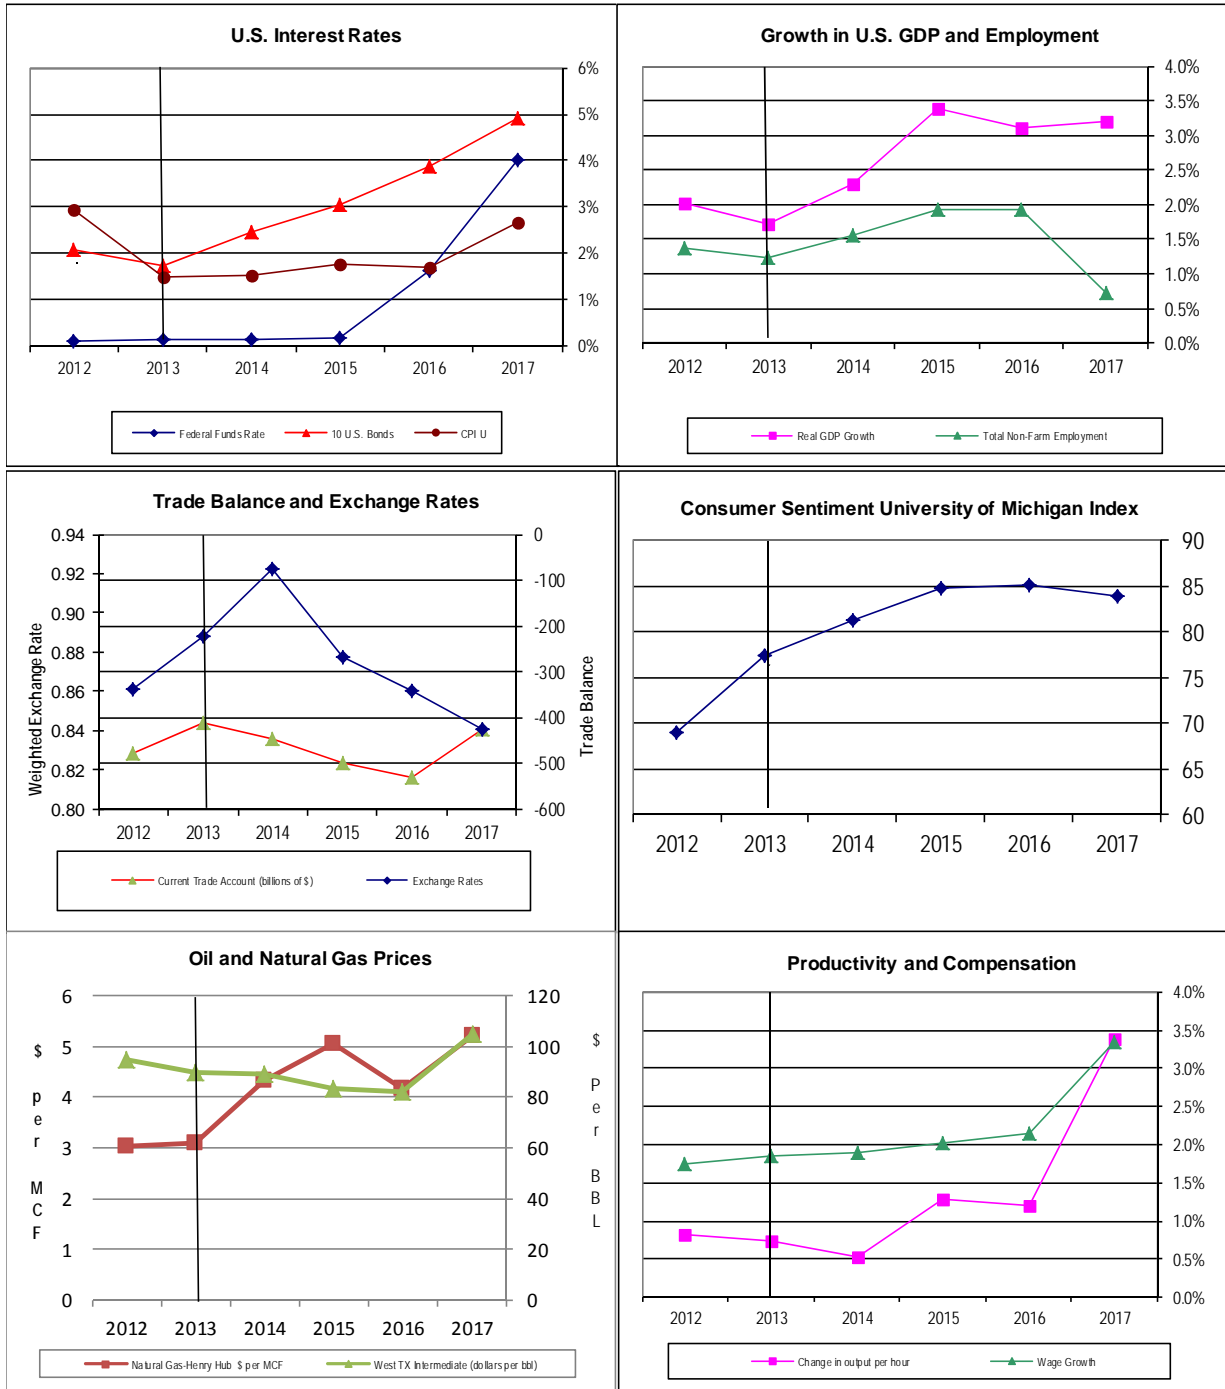 U.S. Interest Rates
6%
5%
4%
3%
2%
1%
0%
2012 2013 2014 2015 2016 2017
Federal Funds Rate 10 U.S. Bonds CPI U
Growth in U.S. GDP and Employment
4.0%
3.5%
3.0%
2.5%
2.0%
1.5%
1.0%
0.5%
0.0%
2012 2013 2014 2015 2016 2017
Real GDP Growth Total Non-Farm Employment
Trade Balance and Exchange Rates
Weighted Exchange Rate
0.94
0.92
0.90
0.88
0.86
0.84
0.82
0.80
0
-100
-200
-300
-400
-500
-600
Trade Balance
2012 2013 2014 2015 2016 2017
Current Trade Account (billions of $) Exchange Rates
Consumer Sentiment University of Michigan Index
90
85
80
75
70
65
60
2012 2013 2014 2015 2016 2017
Oil and Natural Gas Prices
$ per MCF
6
5
4
3
2
1
0
120
100
80
60
40
20
0
$ Per BBL
2012 2013 2014 2015 2016 2017
Natural Gas-Henry Hub $ per MCF West TX Intermediate (dollars per bbl)
Productivity and Compensation
4.0%
3.5%
3.0%
2.5%
2.0%
1.5%
1.0%
0.5%
0.0%
2012 2013 2014 2015 2016 2017
Change in output per hour Wage Growth